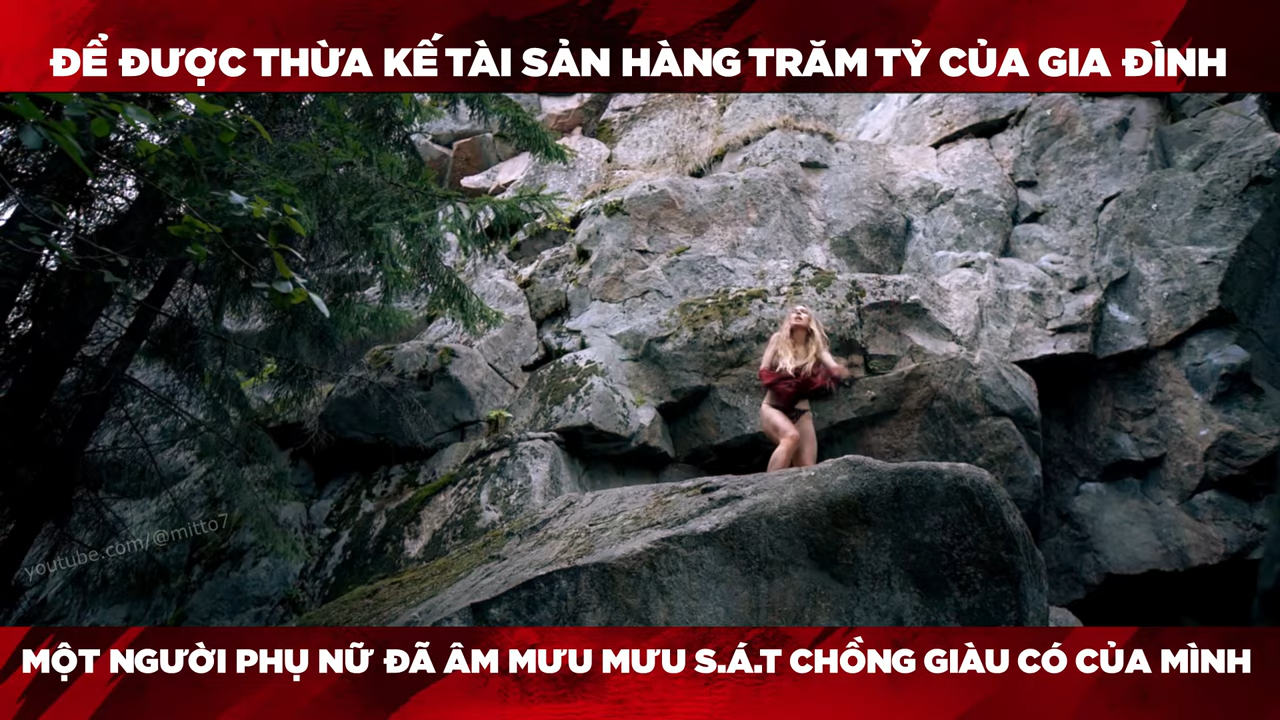 ĐỂ ĐƯỢC THỪA KẾ TÀI SẢN HÀNG TRĂM TỶ CỦA GIA ĐÌNH
youtube.com/@mitto7
MỘT NGƯỜI PHỤ NỮ ĐÃ ÂM MƯU MƯU S.Á.T CHỒNG GIÀU CÓ CỦA MÌNH